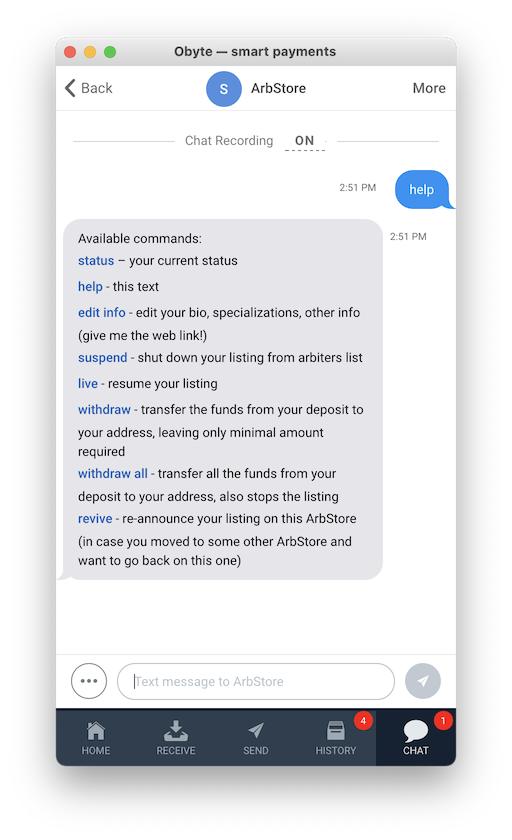 Obyte — smart payments
Back
S
ArbStore
More
Chat Recording ON
2:51 PM
help
2:51 PM
Available commands:
status – your current status
help - this text
edit info - edit your bio, specializations, other info
(give me the web link!)
suspend - shut down your listing from arbiters list
live - resume your listing
withdraw - transfer the funds from your deposit to
your address, leaving only minimal amount
required
withdraw all - transfer all the funds from your
deposit to your address, also stops the listing
revive - re-announce your listing on this ArbStore
(in case you moved to some other ArbStore and
want to go back on this one)
Text message to ArbStore
HOME
RECEIVE
SEND
4
HISTORY
1
CHAT